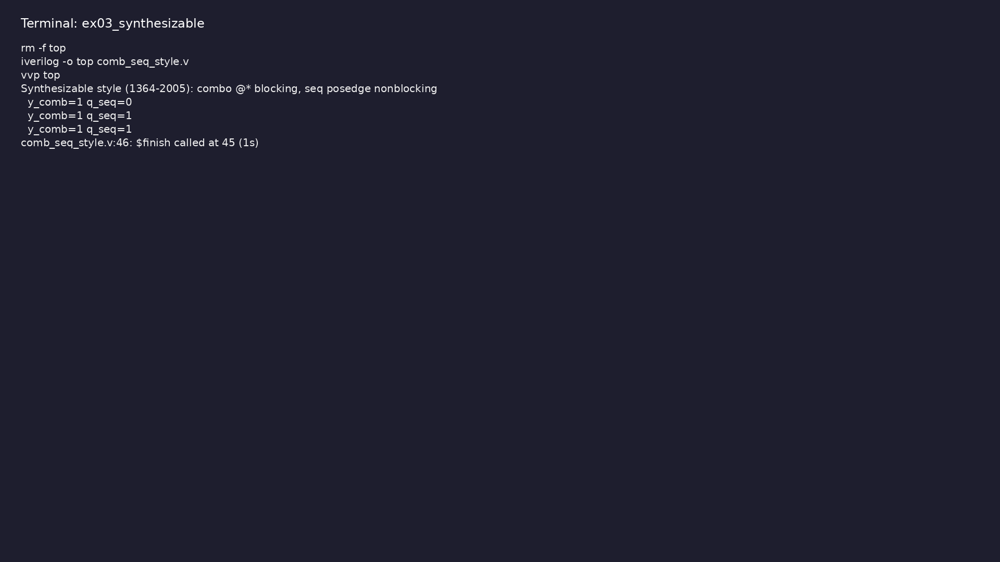 Terminal: ex03_synthesizable
rm -f top
iverilog -o top comb_seq_style.v
vvp top
Synthesizable style (1364-2005): combo @* blocking, seq posedge nonblocking
  y_comb=1 q_seq=0
  y_comb=1 q_seq=1
  y_comb=1 q_seq=1
comb_seq_style.v:46: $finish called at 45 (1s)